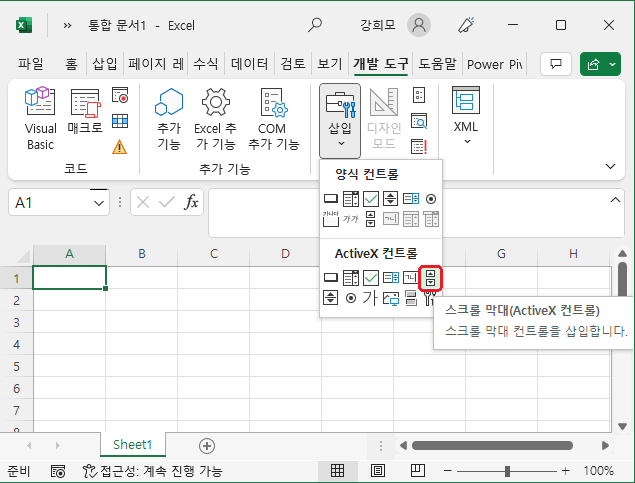 통합 문서1 - Excel
강희모
파일 홈 삽입 페이지 레 수식 데이터 검토 보기 개발 도구 도움말 Power Piv
Visual Basic
매크로
코드
추가 기능
Excel 추가 기능
COM 추가 기능
추가 기능
삽입
디자인 모드
XML
양식 컨트롤
가나다
가가
ActiveX 컨트롤
가
스크롤 막대(ActiveX 컨트롤)
스크롤 막대 컨트롤을 삽입합니다.
A1
fx
A B C D G H
1
2
3
4
5
6
7
8
Sheet1
준비
접근성: 계속 진행 가능
100%